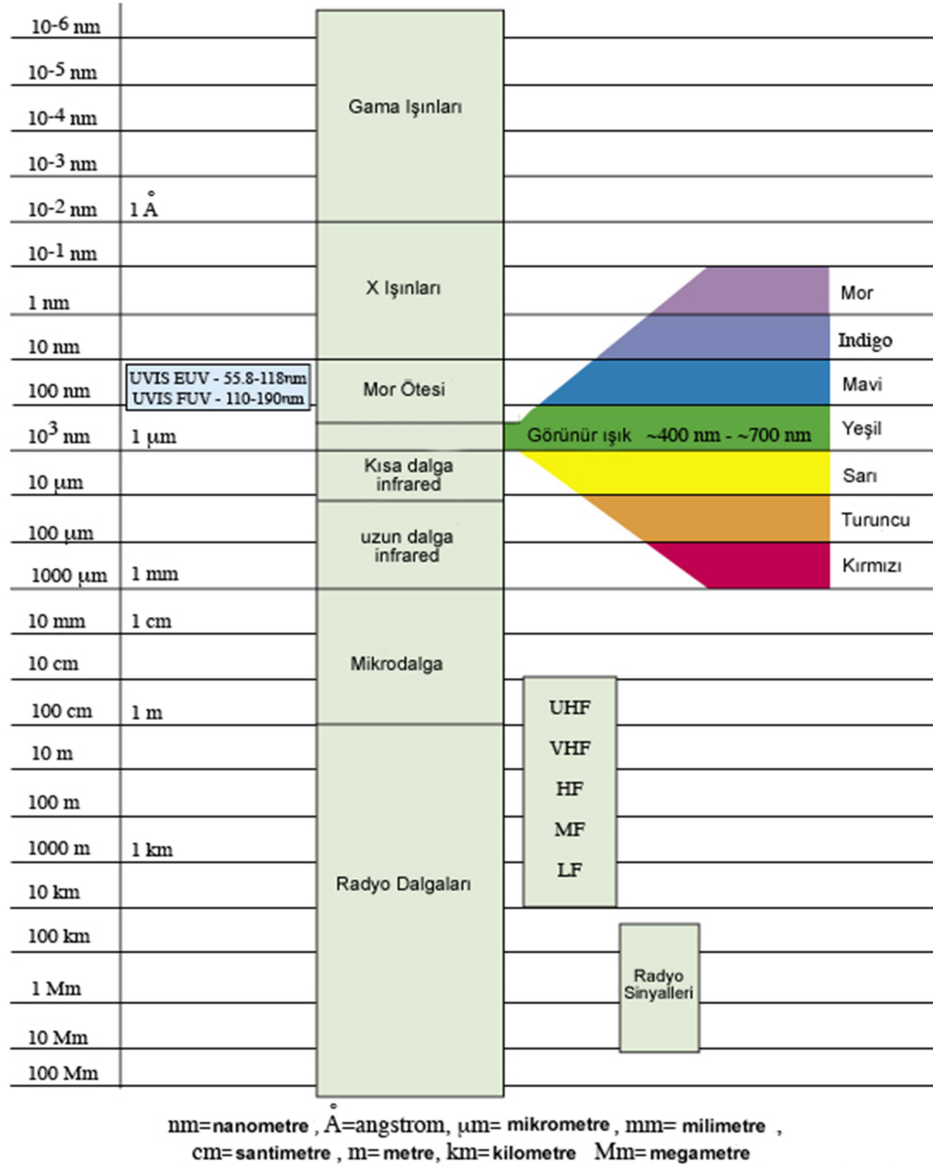 10-6 nm
10-5 nm
Gama Işınları
10-4 nm
10-3 nm
10-2 nm 1 Å
10-1 nm
X Işınları
1 nm
Mor
10 nm
Indigo
UVIS EUV - 55.8-118nm
UVIS FUV - 110-190nm
100 nm
Mor Ötesi
Mavi
103 nm 1 µm
Görünür ışık ~400 nm - ~700 nm
Yeşil
Kısa dalga
infrared
10 µm
Sarı
100 µm
uzun dalga
infrared
Turuncu
1000 µm 1 mm
Kırmızı
10 mm 1 cm
10 cm
Mikrodalga
100 cm 1 m
UHF
10 m
VHF
HF
100 m
MF
1000 m 1 km
LF
10 km
Radyo Dalgaları
100 km
Radyo
Sinyalleri
1 Mm
10 Mm
100 Mm
nm=nanometre , Å=angstrom, µm= mikrometre , mm= milimetre ,
cm= santimetre , m= metre, km= kilometre Mm= megametre